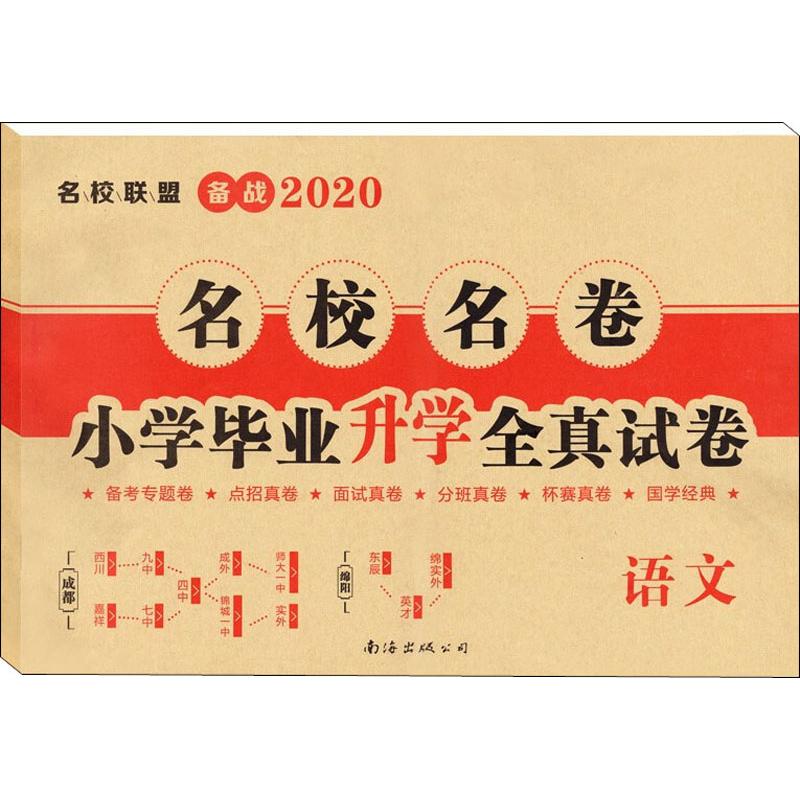 名\校\联\盟 备战2020
名校名卷
小学毕业升学全真试卷
★ 备考专题卷 ★ 点招真卷 ★ 面试真卷 ★ 分班真卷 ★ 杯赛真卷 ★ 国学经典 ★
成都
西川 九中 四中 成外 师大一中
嘉祥 七中 锦城一中 实外
绵阳
东辰 绵实外
英才
语文
南海出版公司